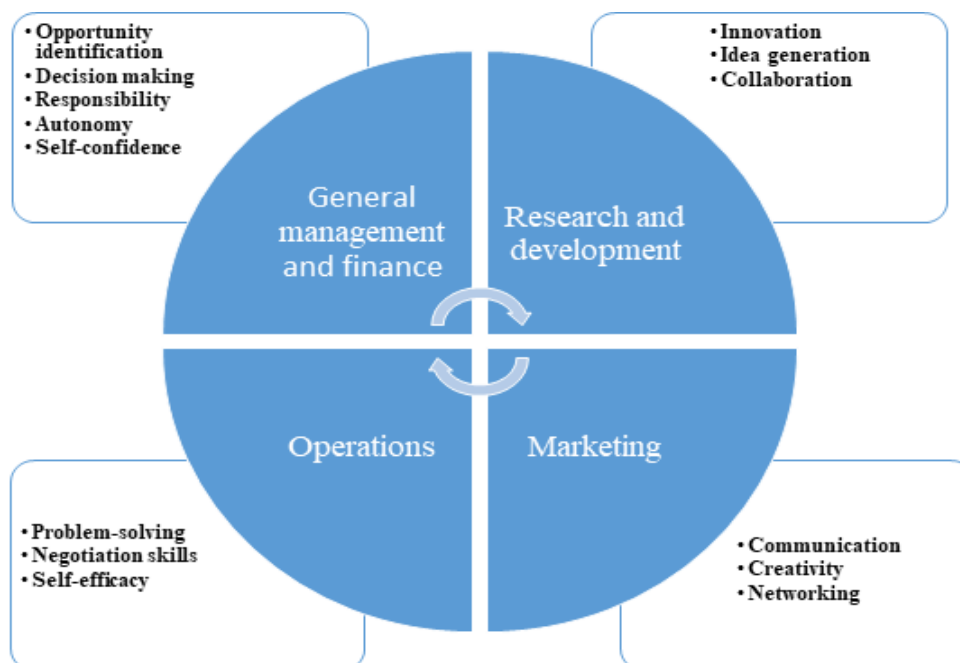 • Opportunity
identification
• Decision making
• Responsibility
• Autonomy
• Self-confidence
• Innovation
• Idea generation
• Collaboration
General
management
and finance
Research and
development
Operations
Marketing
• Problem-solving
• Negotiation skills
• Self-efficacy
• Communication
• Creativity
• Networking